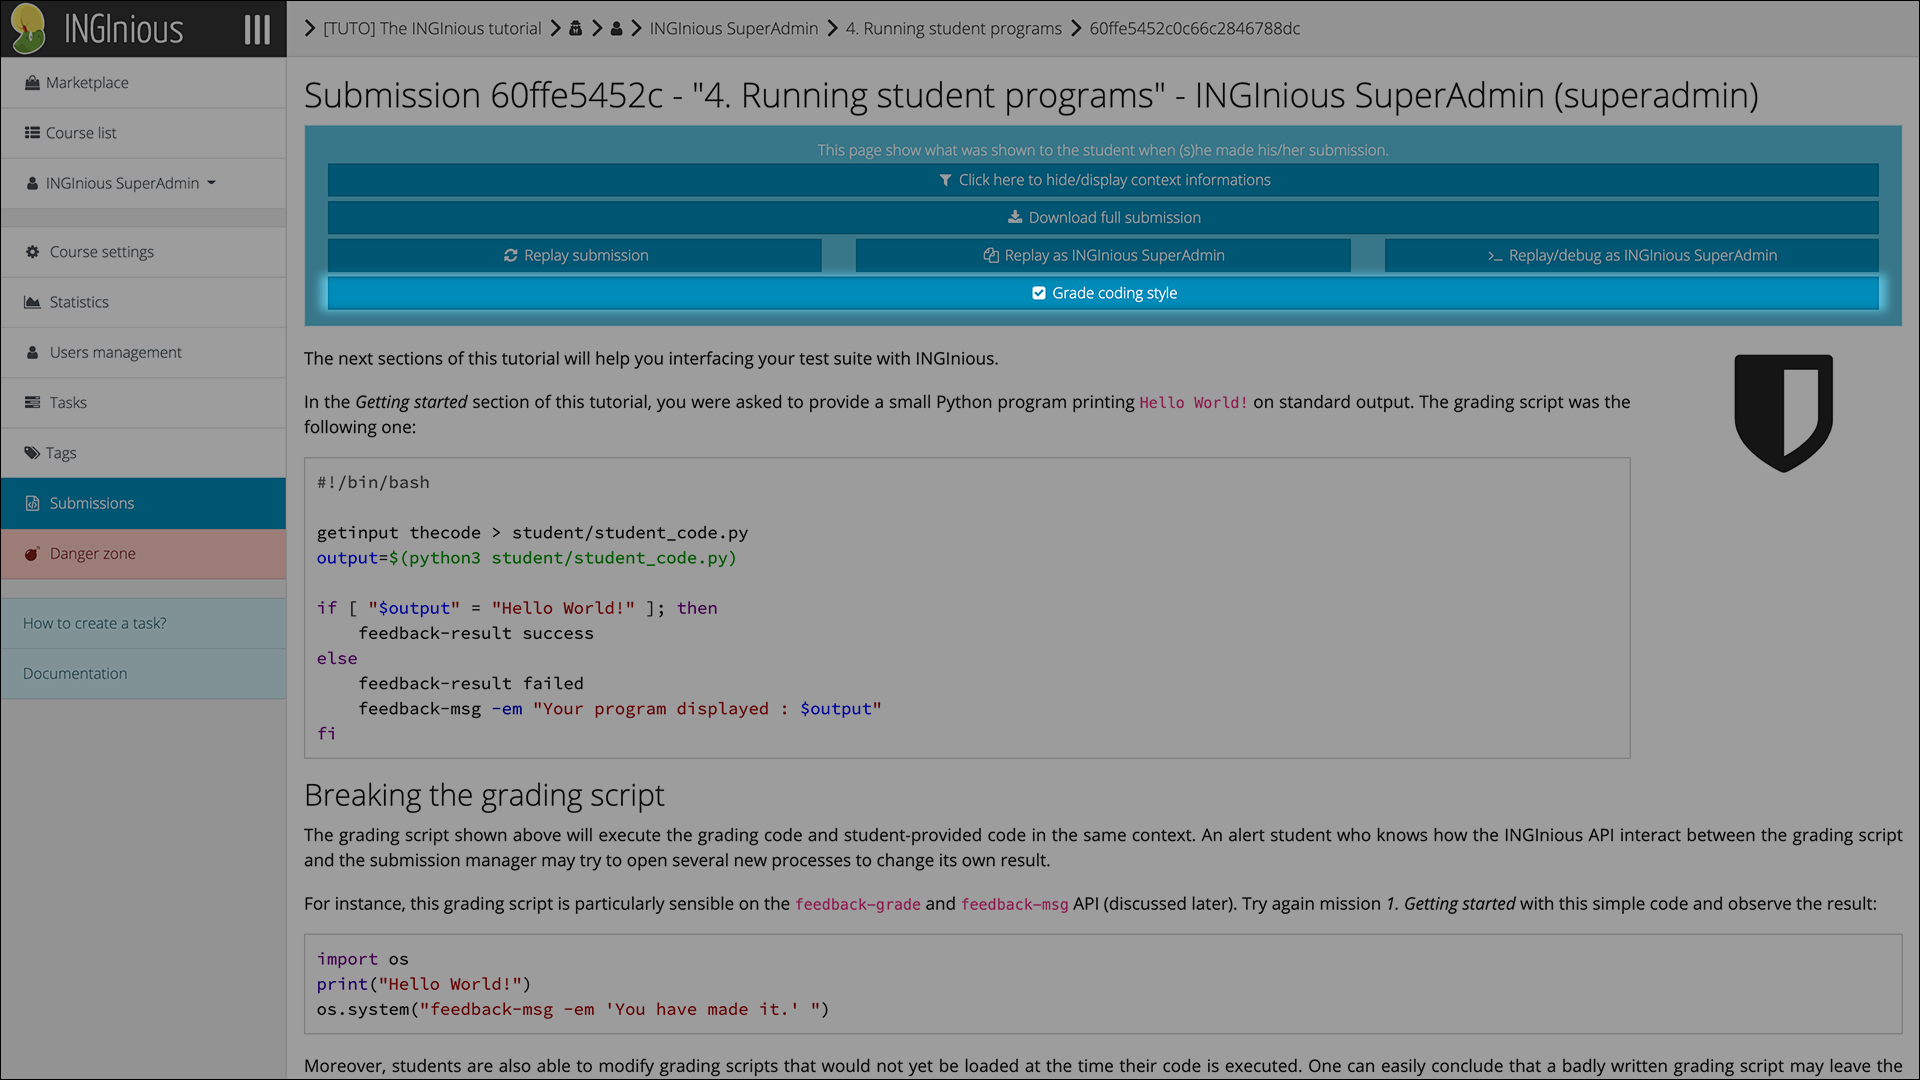 INGInious
[TUTO] The INGInious tutorial
INGInious SuperAdmin
4. Running student programs
60ffe5452c0c66c2846788dc
Marketplace
Course list
INGInious SuperAdmin
Course settings
Statistics
Users management
Tasks
Tags
Submissions
Danger zone
How to create a task?
Documentation
Submission 60ffe5452c - "4. Running student programs" - INGInious SuperAdmin (superadmin)
This page show what was shown to the student when (s)he made his/her submission.
Click here to hide/display context informations
Download full submission
Replay submission
Replay as INGInious SuperAdmin
Replay/debug as INGInious SuperAdmin
Grade coding style
The next sections of this tutorial will help you interfacing your test suite with INGInious.
In the Getting started section of this tutorial, you were asked to provide a small Python program printing Hello World! on standard output. The grading script was the
following one:
#!/bin/bash
getinput thecode > student/student_code.py
output=$(python3 student/student_code.py)
if [ "$output" = "Hello World!" ]; then
    feedback-result success
else
    feedback-result failed
    feedback-msg -em "Your program displayed : $output"
fi
Breaking the grading script
The grading script shown above will execute the grading code and student-provided code in the same context. An alert student who knows how the INGInious API interact between the grading script
and the submission manager may try to open several new processes to change its own result.
For instance, this grading script is particularly sensible on the feedback-grade and feedback-msg API (discussed later). Try again mission 1. Getting started with this simple code and observe the result:
import os
print("Hello World!")
os.system("feedback-msg -em 'You have made it.' ")
Moreover, students are also able to modify grading scripts that would not yet be loaded at the time their code is executed. One can easily conclude that a badly written grading script may leave the